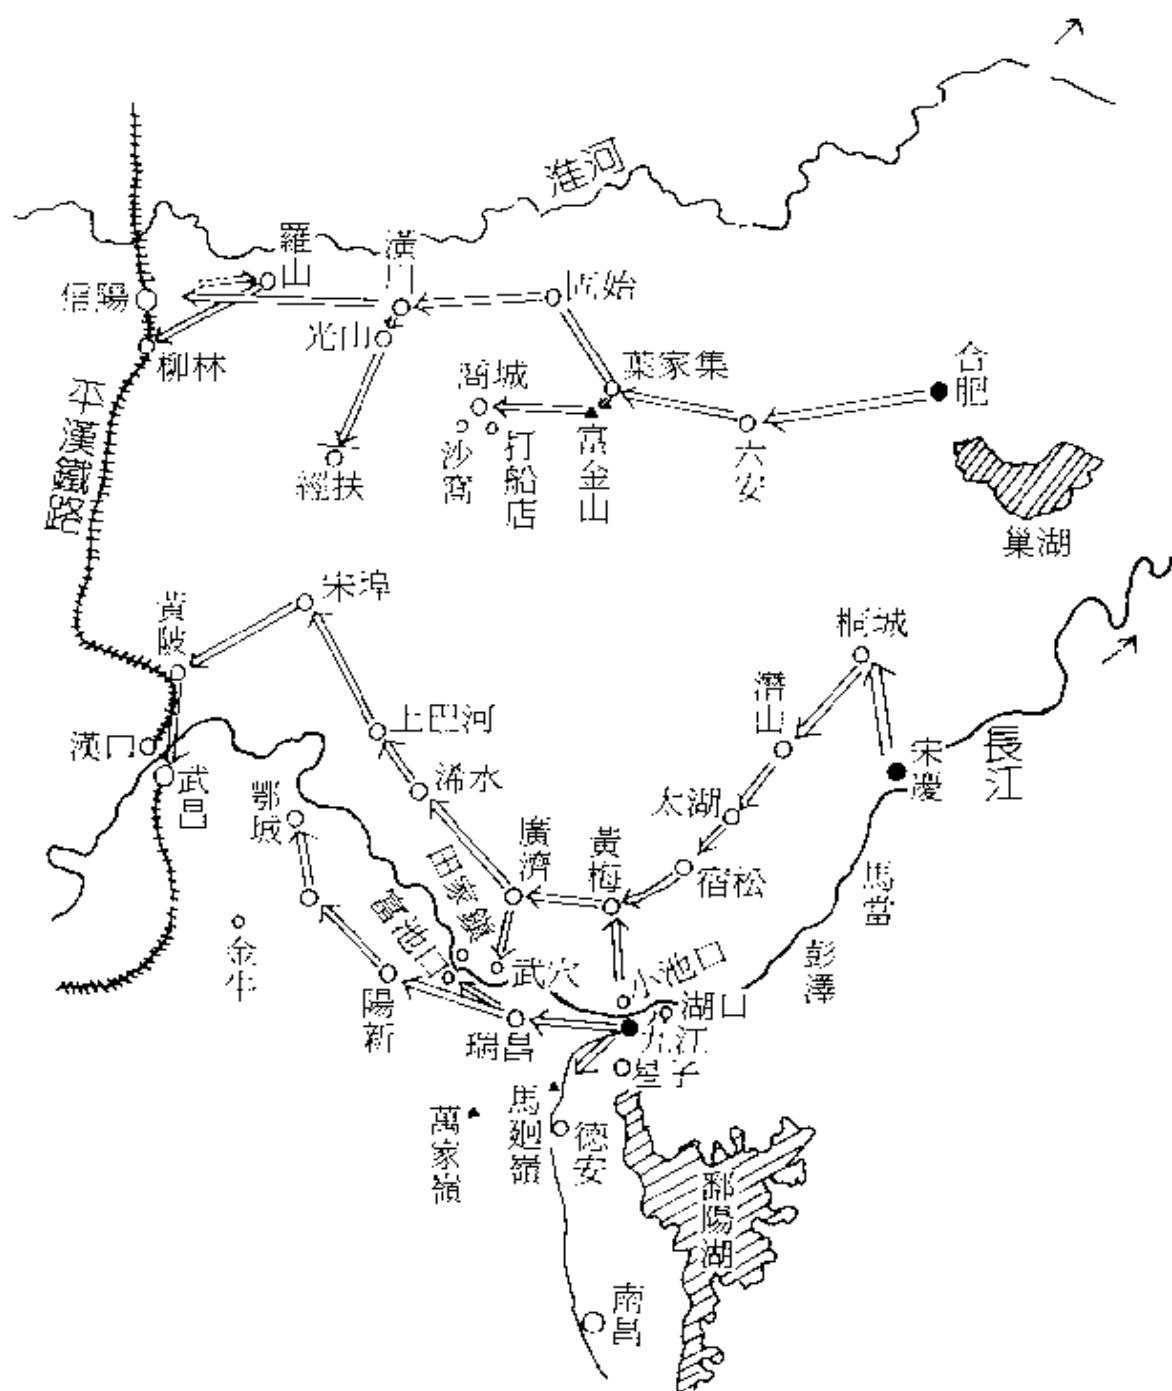 淮河
羅山
潢川
信陽
固始
光山
柳林
商城
葉家集
合肥
平漢鐵路
沙窩
打船店
富金山
六安
經扶
巢湖
宋埠
黃陂
桐城
潛山
上巴河
漢口
長江
宋慶
武昌
鄂城
浠水
太湖
廣濟
黃梅
宿松
馬當
田家鎮
富池口
彭澤
金牛
武穴
小池口
湖口
陽新
瑞昌
九江
星子
馬廻嶺
萬家嶺
德安
鄱陽湖
南昌